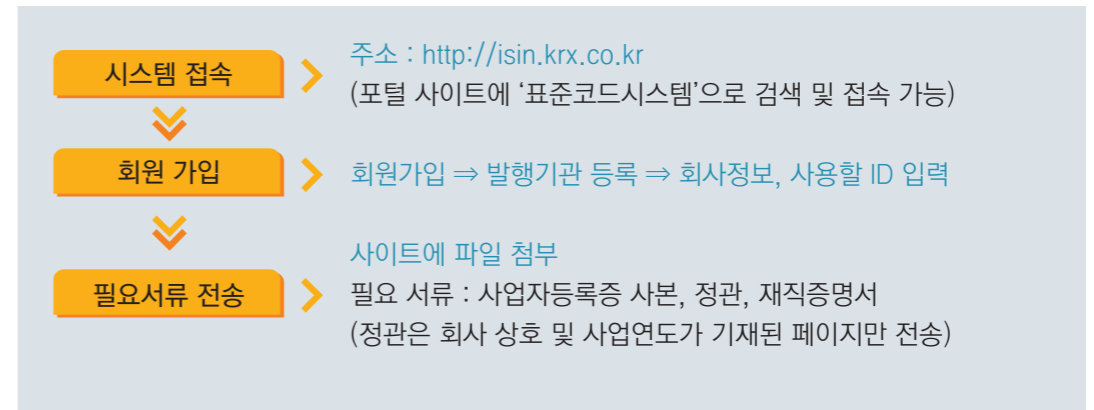 시스템 접속
주소 : http://isin.krx.co.kr
(포털 사이트에 ‘표준코드시스템’으로 검색 및 접속 가능)
회원 가입
회원가입 ⇒ 발행기관 등록 ⇒ 회사정보, 사용할 ID 입력
필요서류 전송
사이트에 파일 첨부
필요 서류 : 사업자등록증 사본, 정관, 재직증명서
(정관은 회사 상호 및 사업연도가 기재된 페이지만 전송)